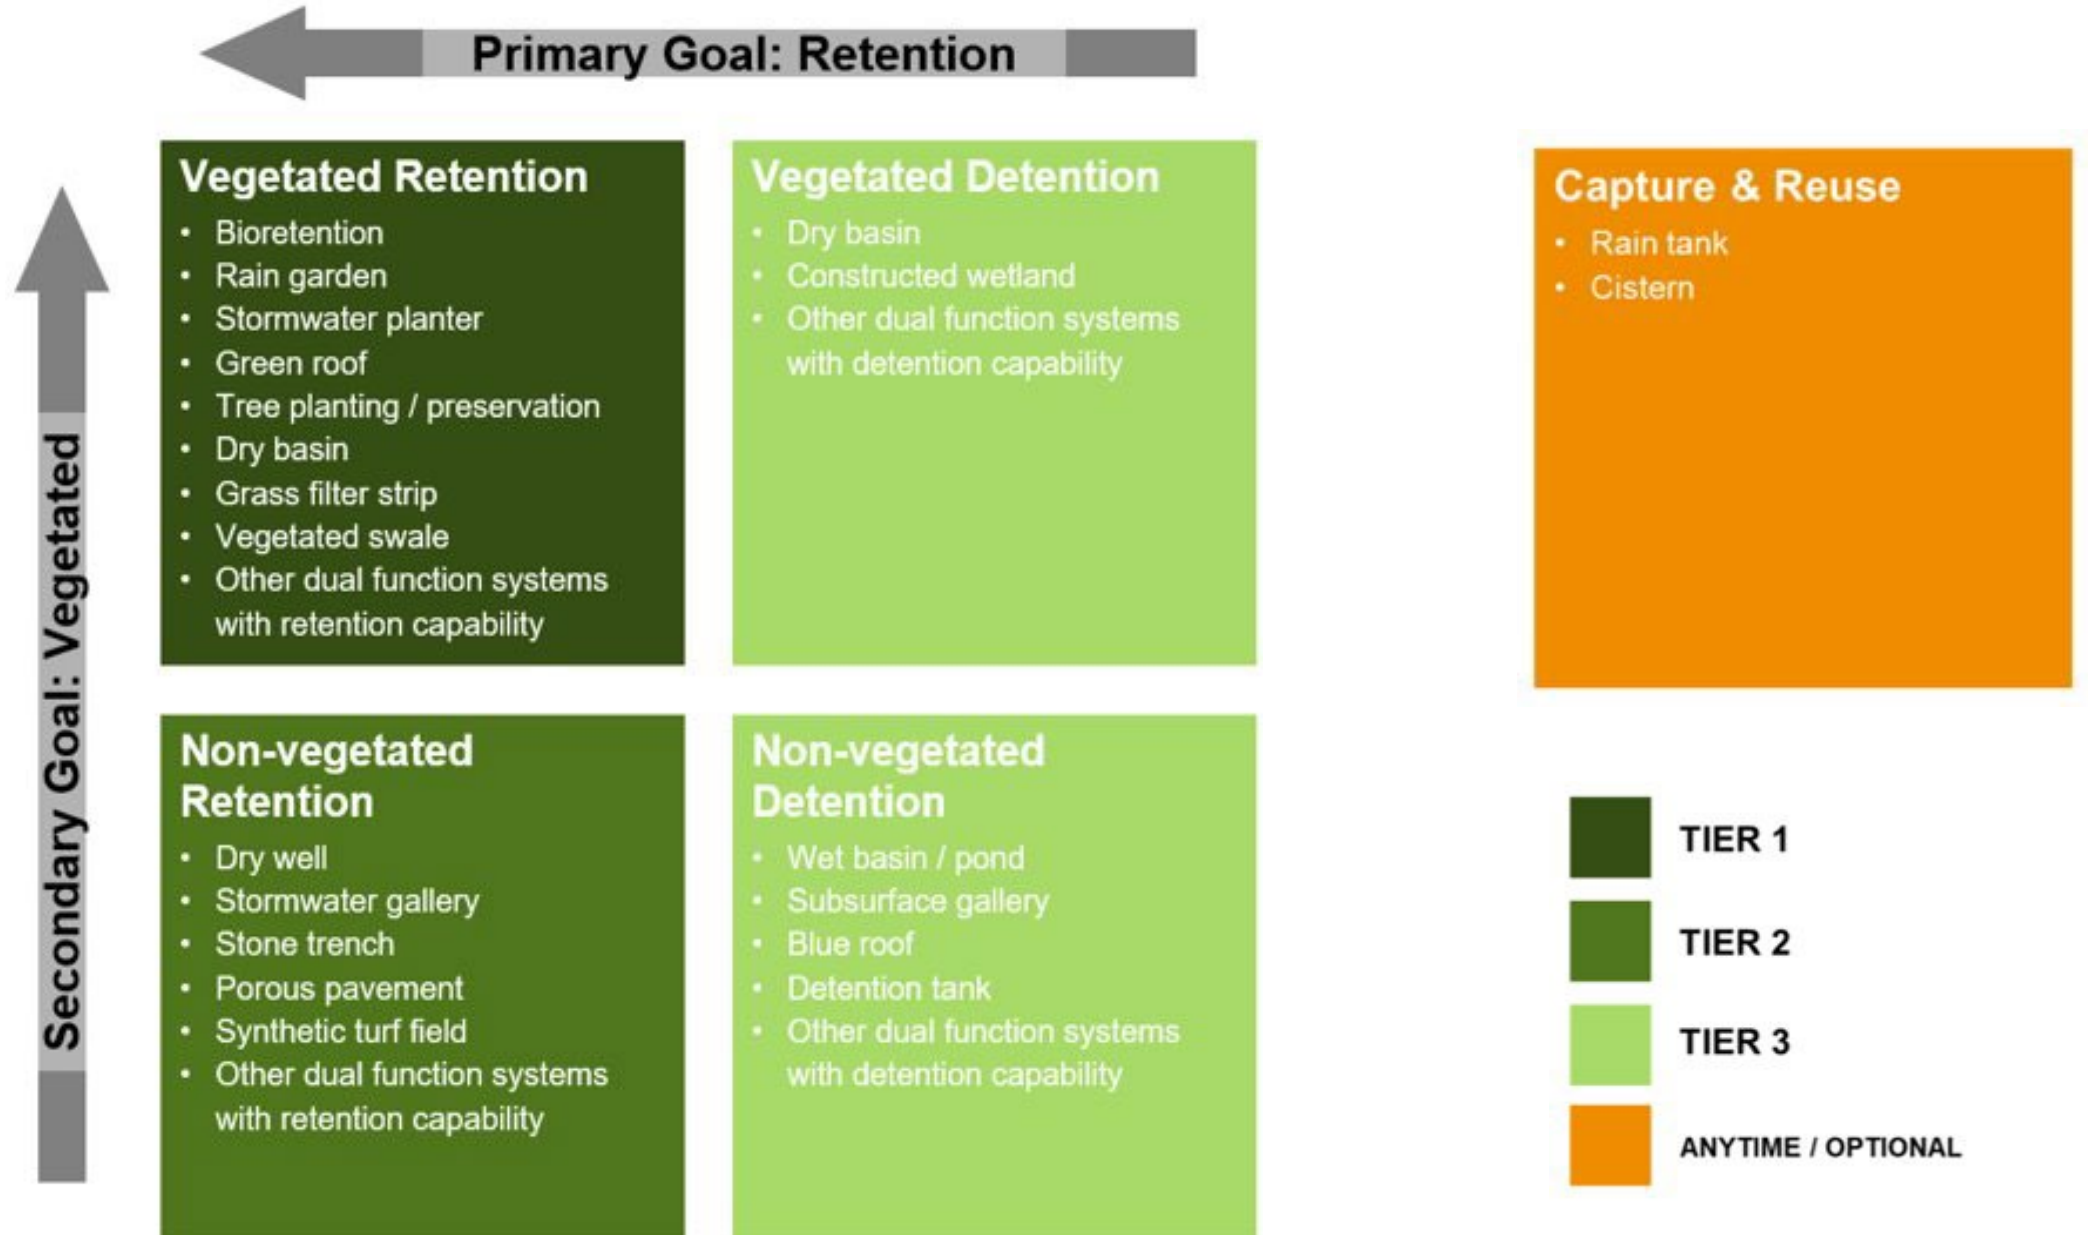 Primary Goal: Retention
Secondary Goal: Vegetated
Vegetated Retention
• Bioretention
• Rain garden
• Stormwater planter
• Green roof
• Tree planting / preservation
• Dry basin
• Grass filter strip
• Vegetated swale
• Other dual function systems
with retention capability
Vegetated Detention
• Dry basin
• Constructed wetland
• Other dual function systems
with detention capability
Capture & Reuse
• Rain tank
• Cistern
Non-vegetated
Retention
• Dry well
• Stormwater gallery
• Stone trench
• Porous pavement
• Synthetic turf field
• Other dual function systems
with retention capability
Non-vegetated
Detention
• Wet basin / pond
• Subsurface gallery
• Blue roof
• Detention tank
• Other dual function systems
with detention capability
TIER 1
TIER 2
TIER 3
ANYTIME / OPTIONAL